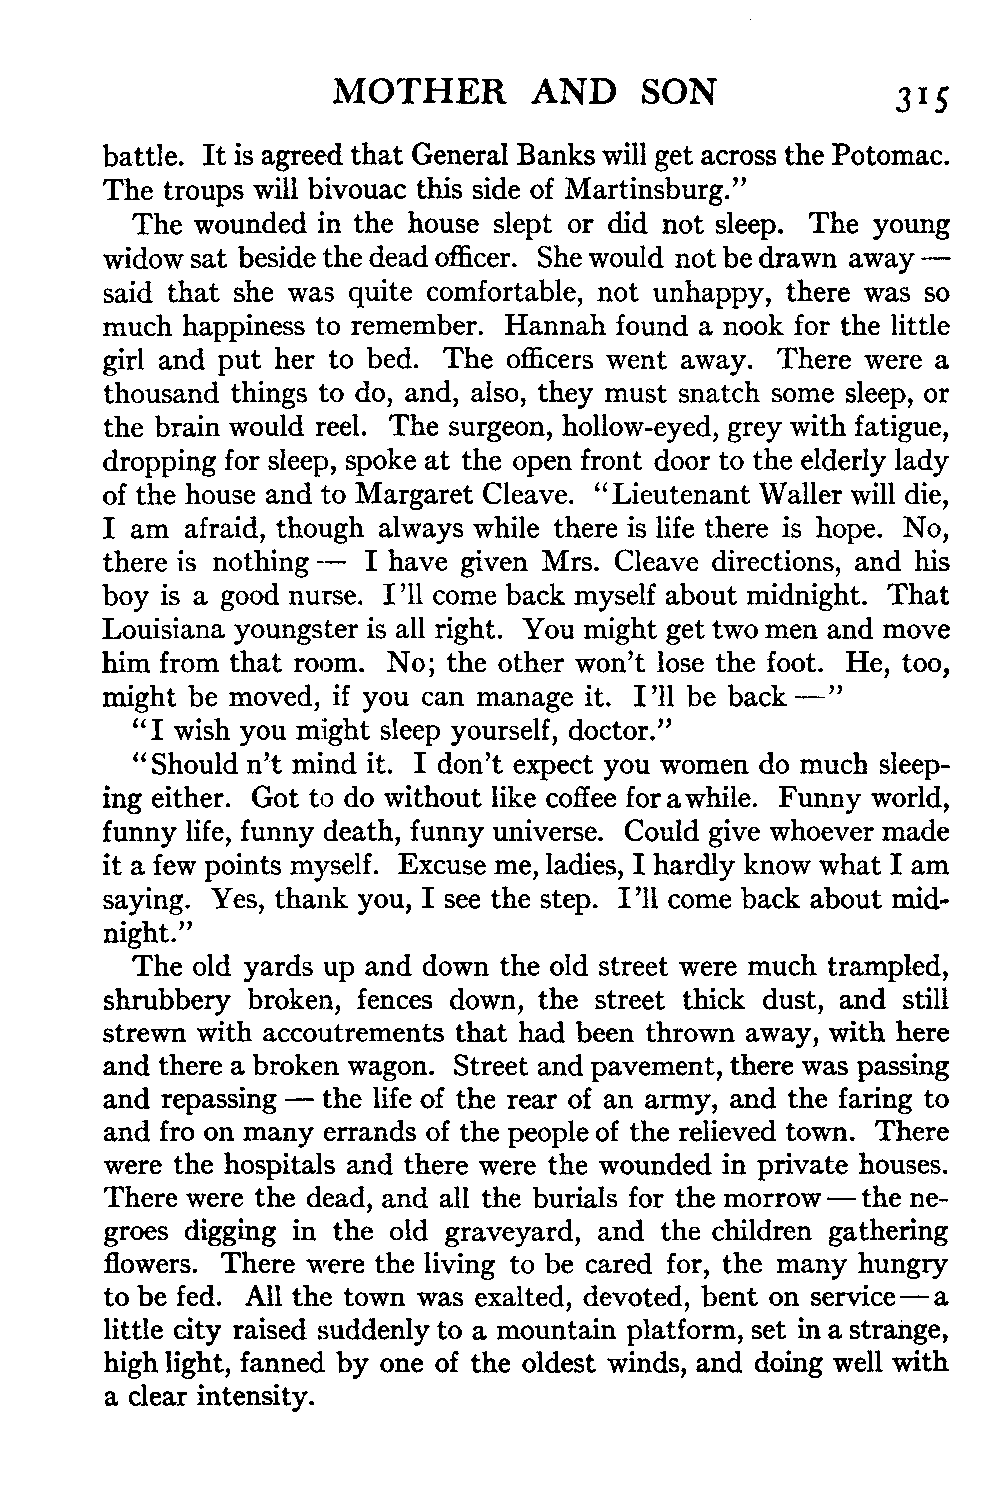 MOTHER AND SON 315
battle. It is agreed that General Banks will get across the Potomac.
The troups will bivouac this side of Martinsburg.”
The wounded in the house slept or did not sleep. The young
widow sat beside the dead officer. She would not be drawn away —
said that she was quite comfortable, not unhappy, there was so
much happiness to remember. Hannah found a nook for the little
girl and put her to bed. The officers went away. There were a
thousand things to do, and, also, they must snatch some sleep, or
the brain would reel. The surgeon, hollow-eyed, grey with fatigue,
dropping for sleep, spoke at the open front door to the elderly lady
of the house and to Margaret Cleave. “Lieutenant Waller will die,
I am afraid, though always while there is life there is hope. No,
there is nothing — I have given Mrs. Cleave directions, and his
boy is a good nurse. I’ll come back myself about midnight. That
Louisiana youngster is all right. You might get two men and move
him from that room. No; the other won’t lose the foot. He, too,
might be moved, if you can manage it. I’ll be back —”
“I wish you might sleep yourself, doctor.”
“Should n’t mind it. I don’t expect you women do much sleep-
ing either. Got to do without like coffee for awhile. Funny world,
funny life, funny death, funny universe. Could give whoever made
it a few points myself. Excuse me, ladies, I hardly know what I am
saying. Yes, thank you, I see the step. I’ll come back about mid-
night.”
The old yards up and down the old street were much trampled,
shrubbery broken, fences down, the street thick dust, and still
strewn with accoutrements that had been thrown away, with here
and there a broken wagon. Street and pavement, there was passing
and repassing — the life of the rear of an army, and the faring to
and fro on many errands of the people of the relieved town. There
were the hospitals and there were the wounded in private houses.
There were the dead, and all the burials for the morrow — the ne-
groes digging in the old graveyard, and the children gathering
flowers. There were the living to be cared for, the many hungry
to be fed. All the town was exalted, devoted, bent on service — a
little city raised suddenly to a mountain platform, set in a strange,
high light, fanned by one of the oldest winds, and doing well with
a clear intensity.